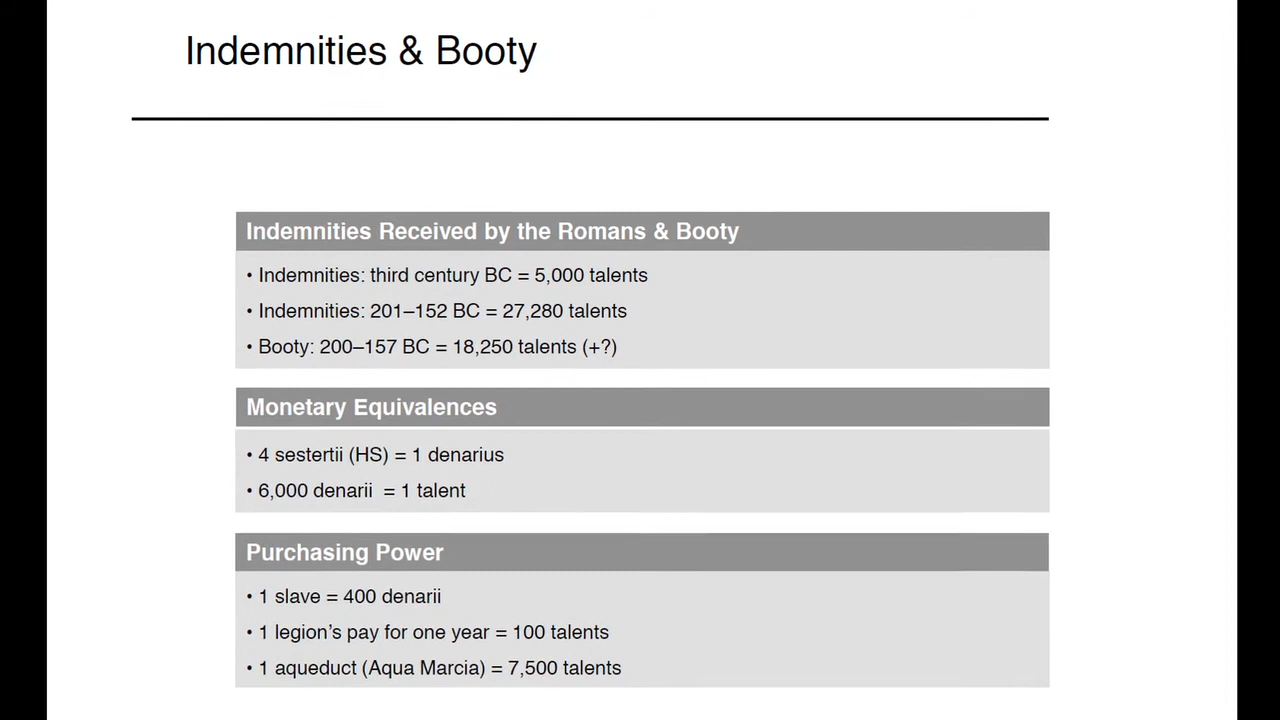 Indemnities & Booty
Indemnities Received by the Romans & Booty
• Indemnities: third century BC = 5,000 talents
• Indemnities: 201–152 BC = 27,280 talents
• Booty: 200–157 BC = 18,250 talents (+?)
Monetary Equivalences
• 4 sestertii (HS) = 1 denarius
• 6,000 denarii = 1 talent
Purchasing Power
• 1 slave = 400 denarii
• 1 legion’s pay for one year = 100 talents
• 1 aqueduct (Aqua Marcia) = 7,500 talents